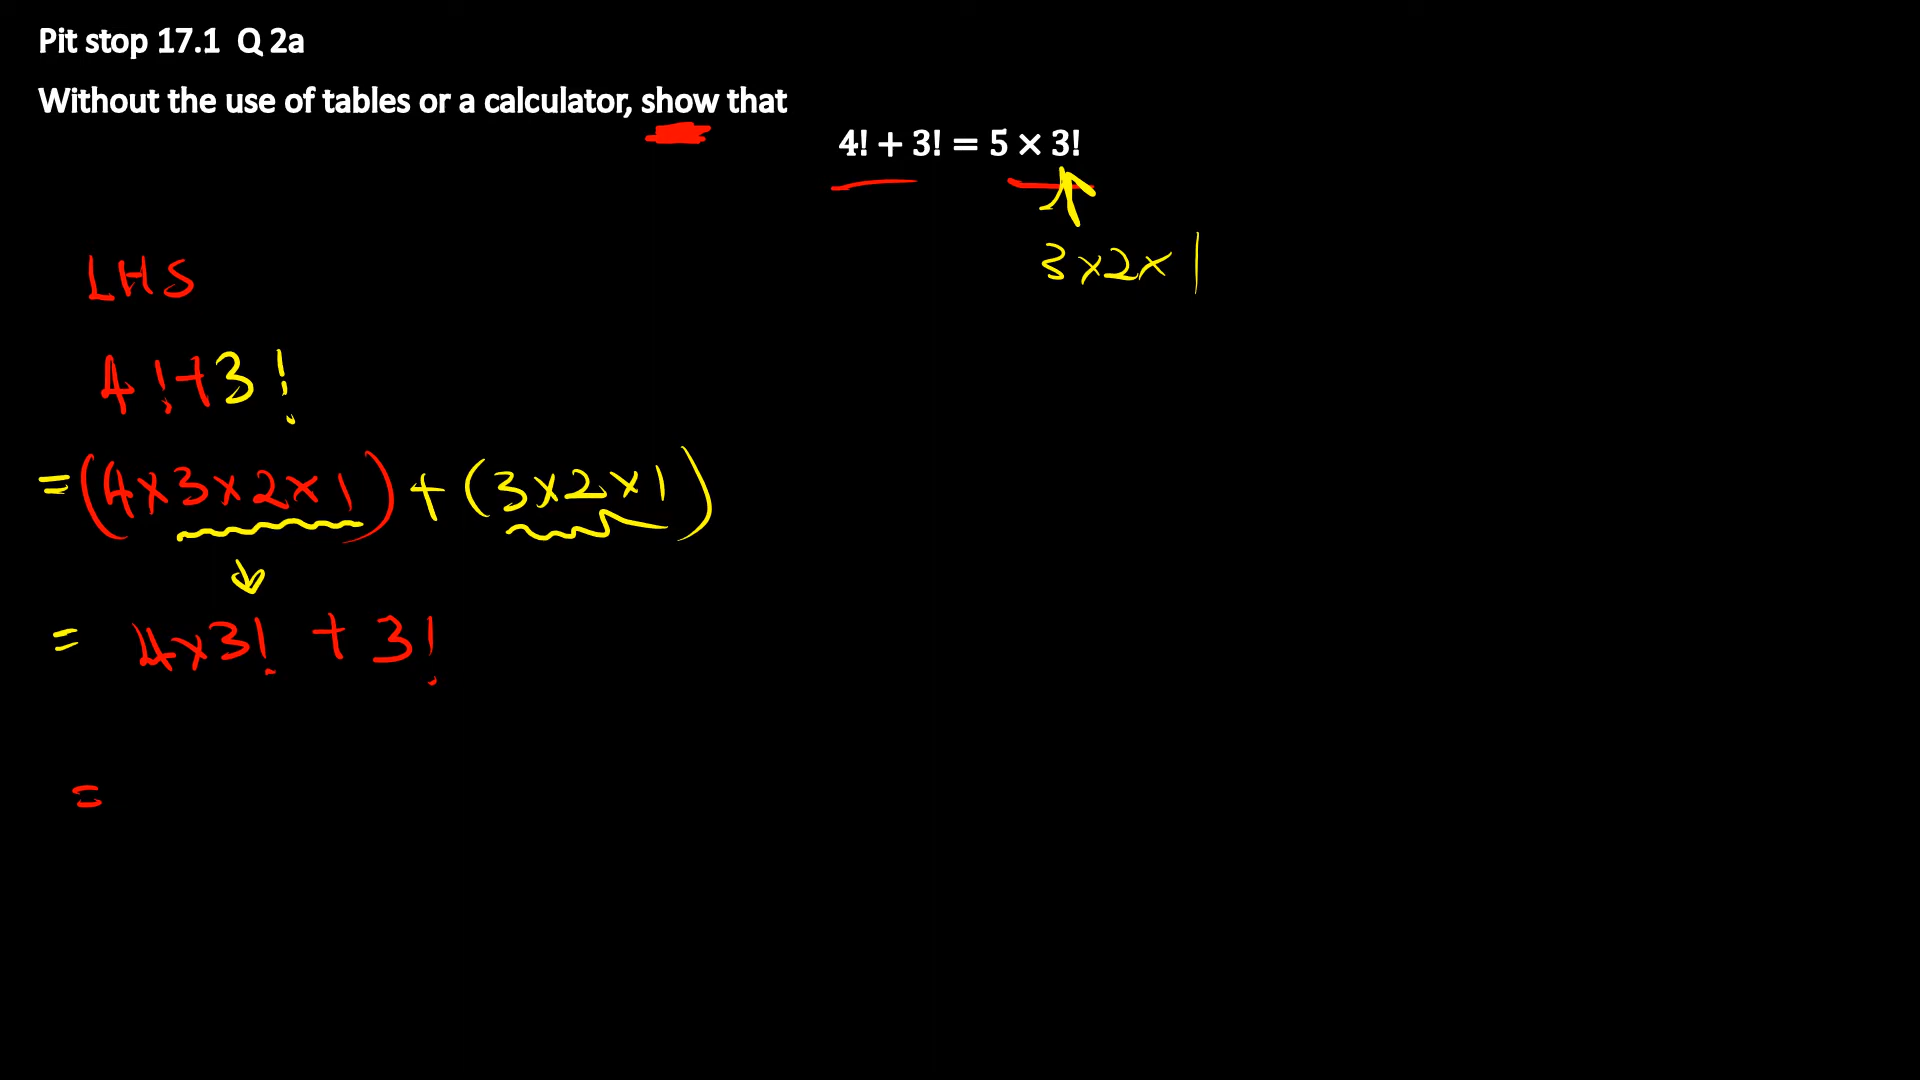 Pit stop 17.1 Q 2a
Without the use of tables or a calculator, show that
4! + 3! = 5 × 3!
3×2×1
LHS
4!+3!
=(4×3×2×1)+(3×2×1)
= 4×3! + 3!
=